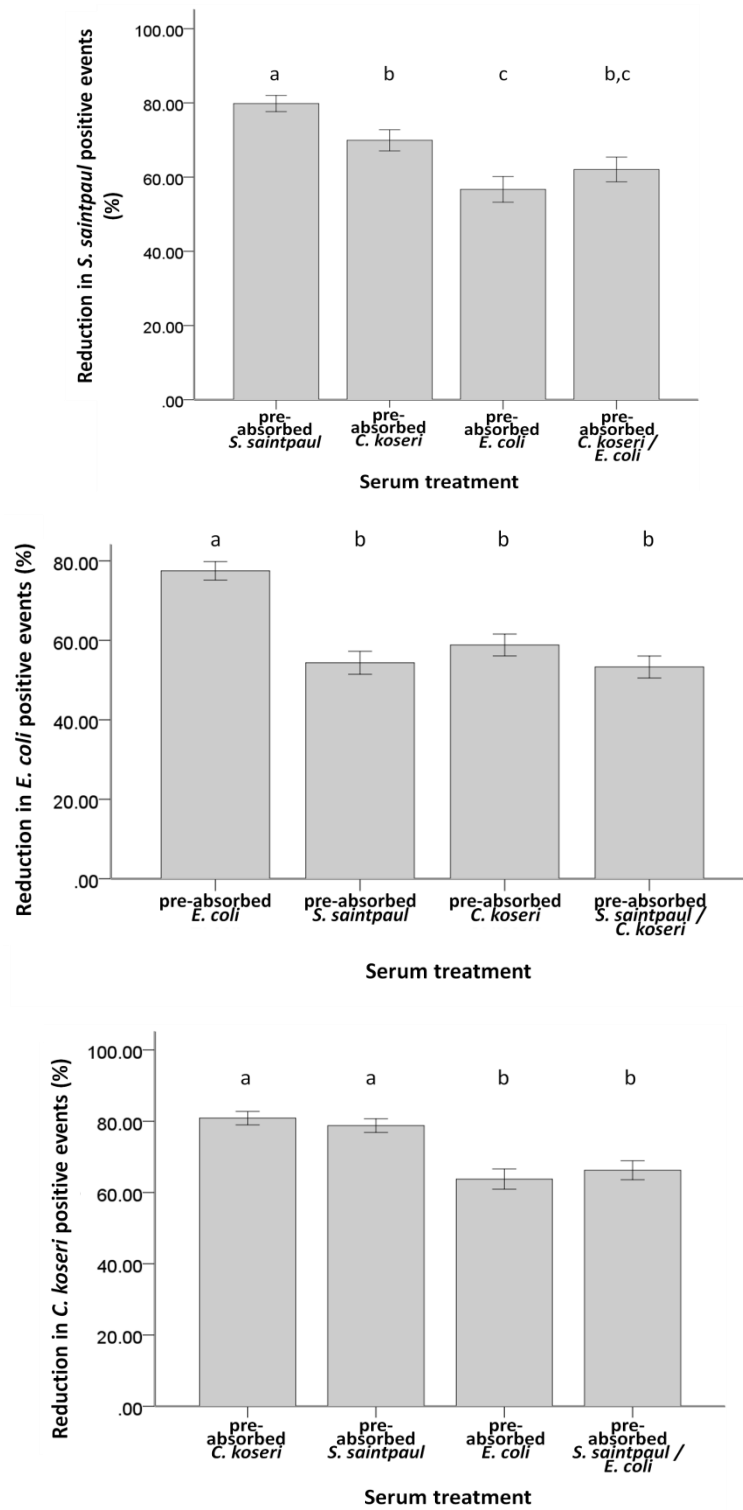 Reduction in S. saintpaul positive events
(%)
100.00
80.00
60.00
40.00
20.00
.00
a b c b,c
pre- pre- pre- pre-
absorbed absorbed absorbed absorbed
S. saintpaul C. koseri E. coli C. koseri /
E. coli
Serum treatment
Reduction in E. coli positive events (%)
80.00
60.00
40.00
20.00
.00
a b b b
pre-absorbed pre-absorbed pre-absorbed pre-absorbed
E. coli S. saintpaul C. koseri S. saintpaul /
C. koseri
Serum treatment
Reduction in C. koseri positive events (%)
100.00
80.00
60.00
40.00
20.00
.00
a a b b
pre- pre- pre- pre-
absorbed absorbed absorbed absorbed
C. koseri S. saintpaul E. coli S. saintpaul /
E. coli
Serum treatment